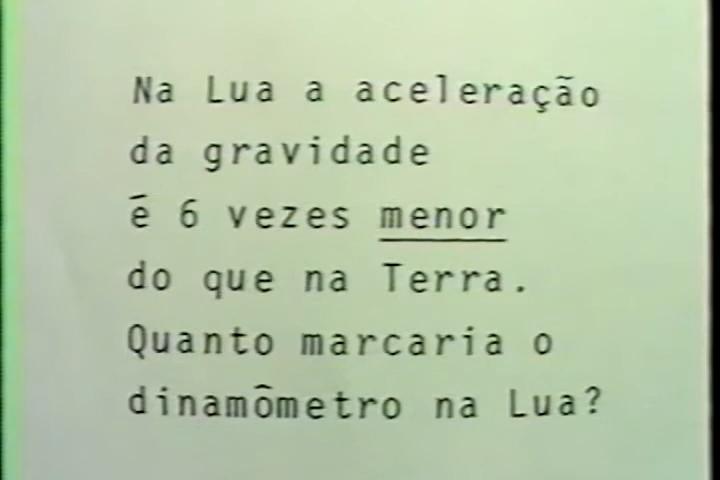 Na Lua a aceleração
da gravidade
é 6 vezes menor
do que na Terra.
Quanto marcaria o
dinamômetro na Lua?